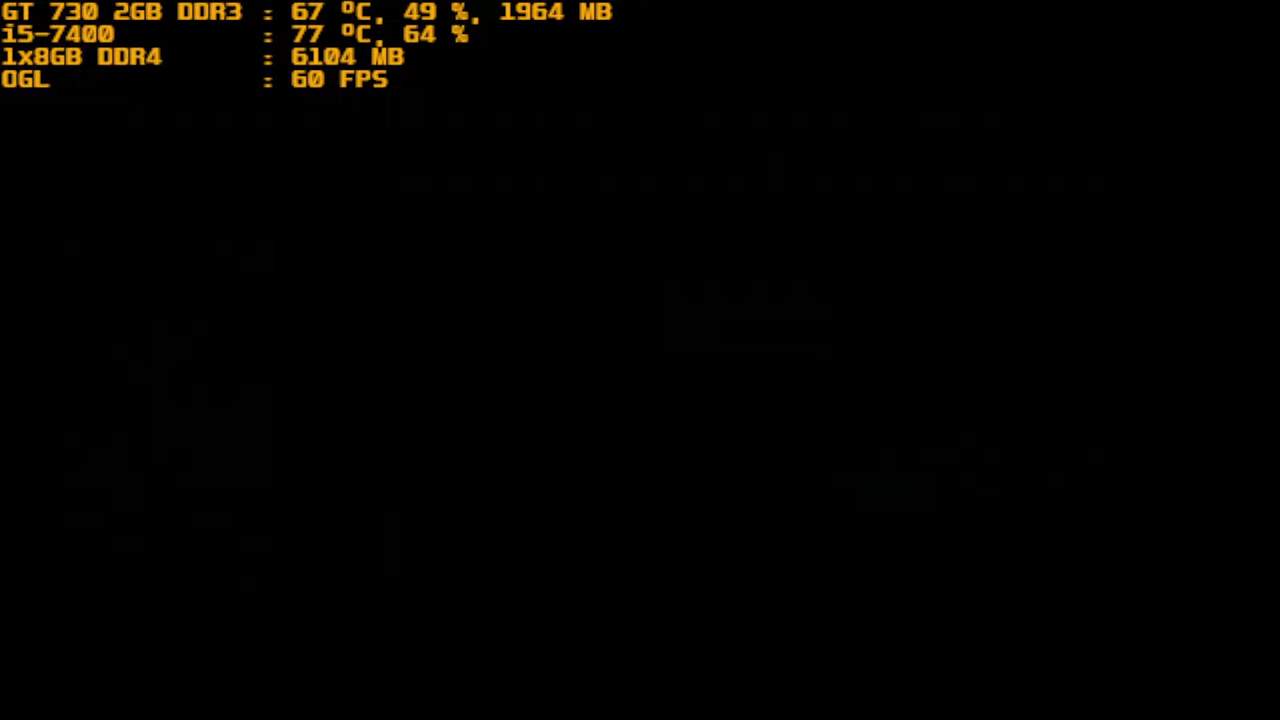 GT 730 2GB DDR3 : 67 ºC, 49 %, 1964 MB
i5-7400 : 77 ºC, 64 %
1x8GB DDR4 : 6104 MB
OGL : 60 FPS